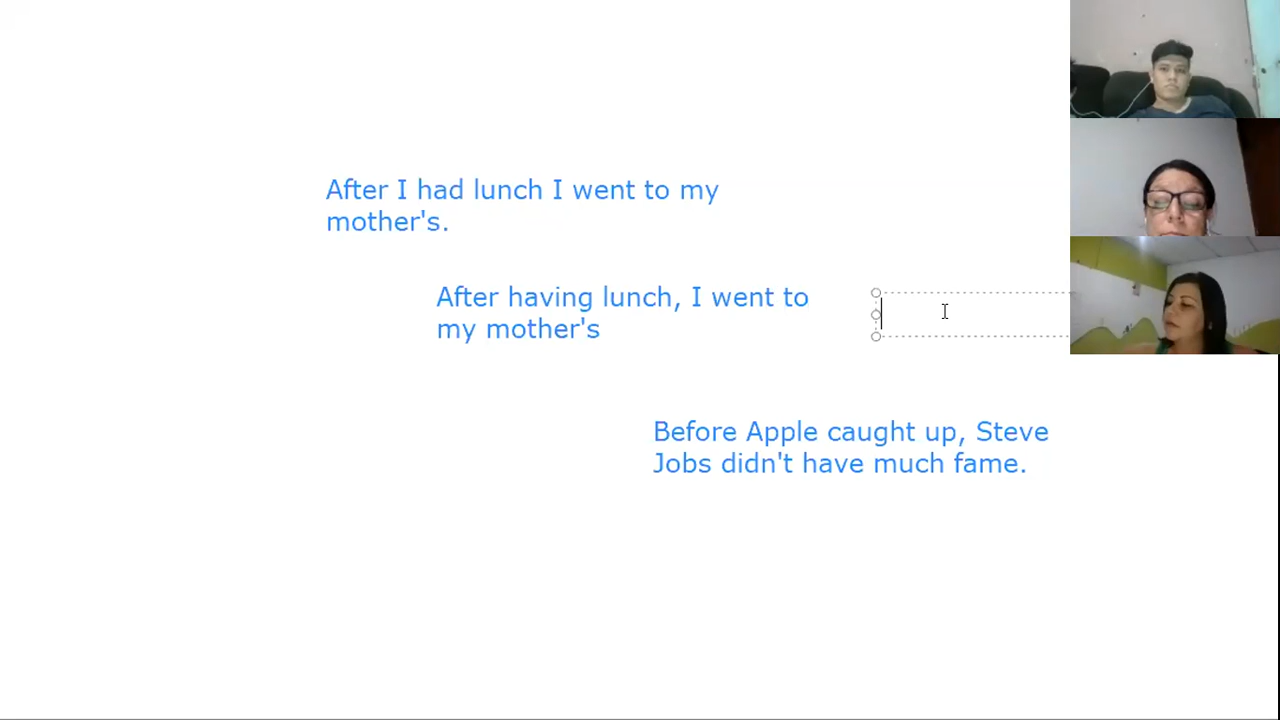 After I had lunch I went to my
mother's.
After having lunch, I went to
my mother's
Before Apple caught up, Steve
Jobs didn't have much fame.